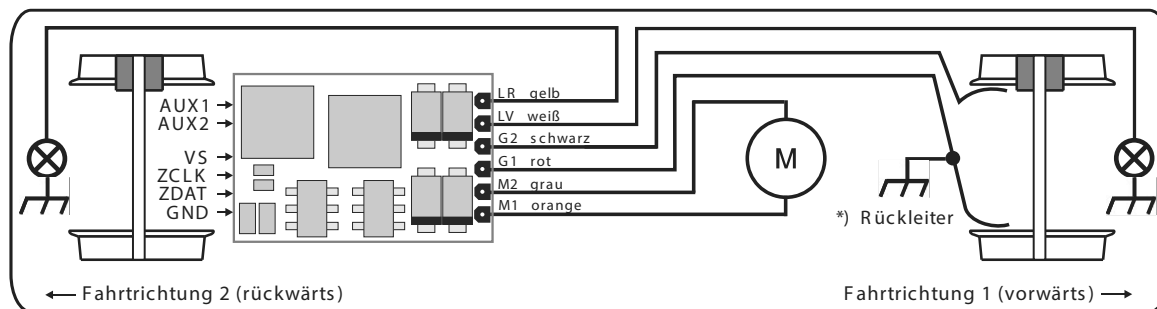 AUX1
AUX2
VS
ZCLK
ZDAT
GND
LR gelb
LV weiß
G2 schwarz
G1 rot
M2 grau
M1 orange
M
*) Rückleiter
← Fahrtrichtung 2 (rückwärts)
Fahrtrichtung 1 (vorwärts) →